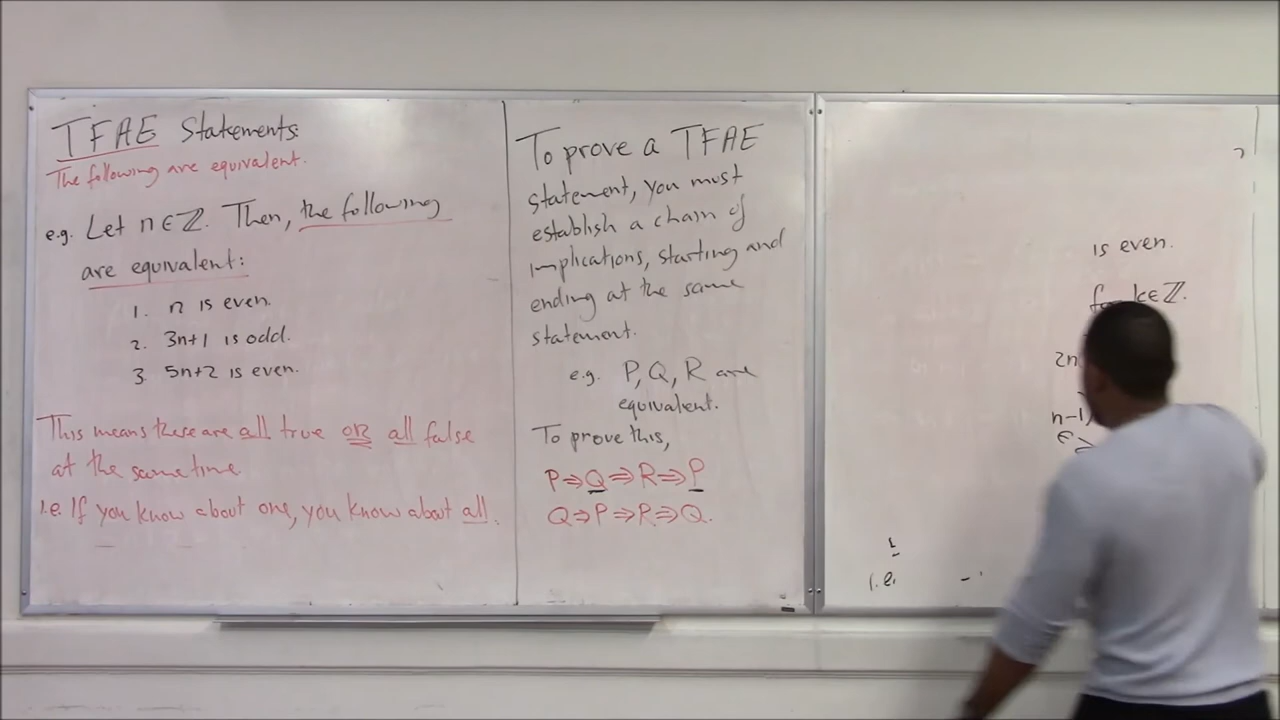 TFAE Statements
The following are equivalent.
e.g. Let n∈ℤ. Then, the following
are equivalent:
1. n is even.
2. 3n+1 is odd.
3. 5n+2 is even.
This means these are all true OR all false
at the same time
i.e. If you know about one, you know about all.
To prove a TFAE
statement, you must
establish a chain of
implications, starting and
ending at the same
statement.
e.g. P, Q, R are
equivalent.
To prove this,
P⇒Q⇒R⇒P
Q⇒P⇒R⇒Q.
is even.
k∈ℤ.
2n
n-1)
i.e.